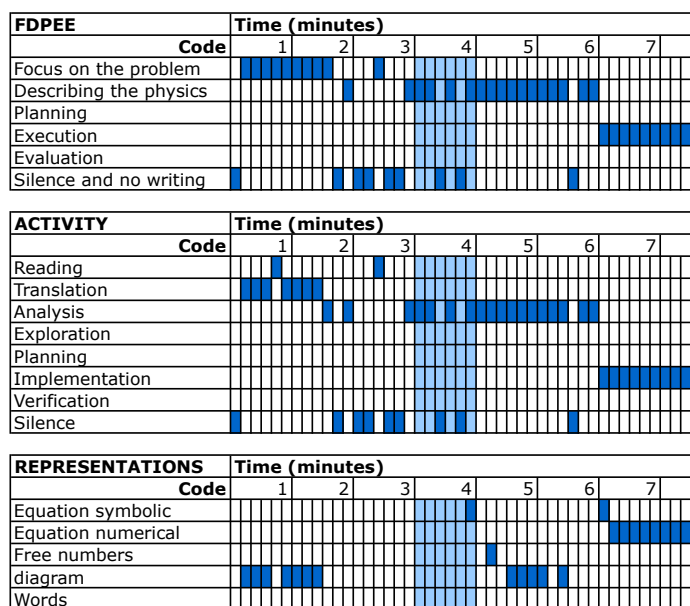 FDPEE Time (minutes)
Code 1 2 3 4 5 6 7
Focus on the problem
Describing the physics
Planning
Execution
Evaluation
Silence and no writing
ACTIVITY Time (minutes)
Code 1 2 3 4 5 6 7
Reading
Translation
Analysis
Exploration
Planning
Implementation
Verification
Silence
REPRESENTATIONS Time (minutes)
Code 1 2 3 4 5 6 7
Equation symbolic
Equation numerical
Free numbers
diagram
Words